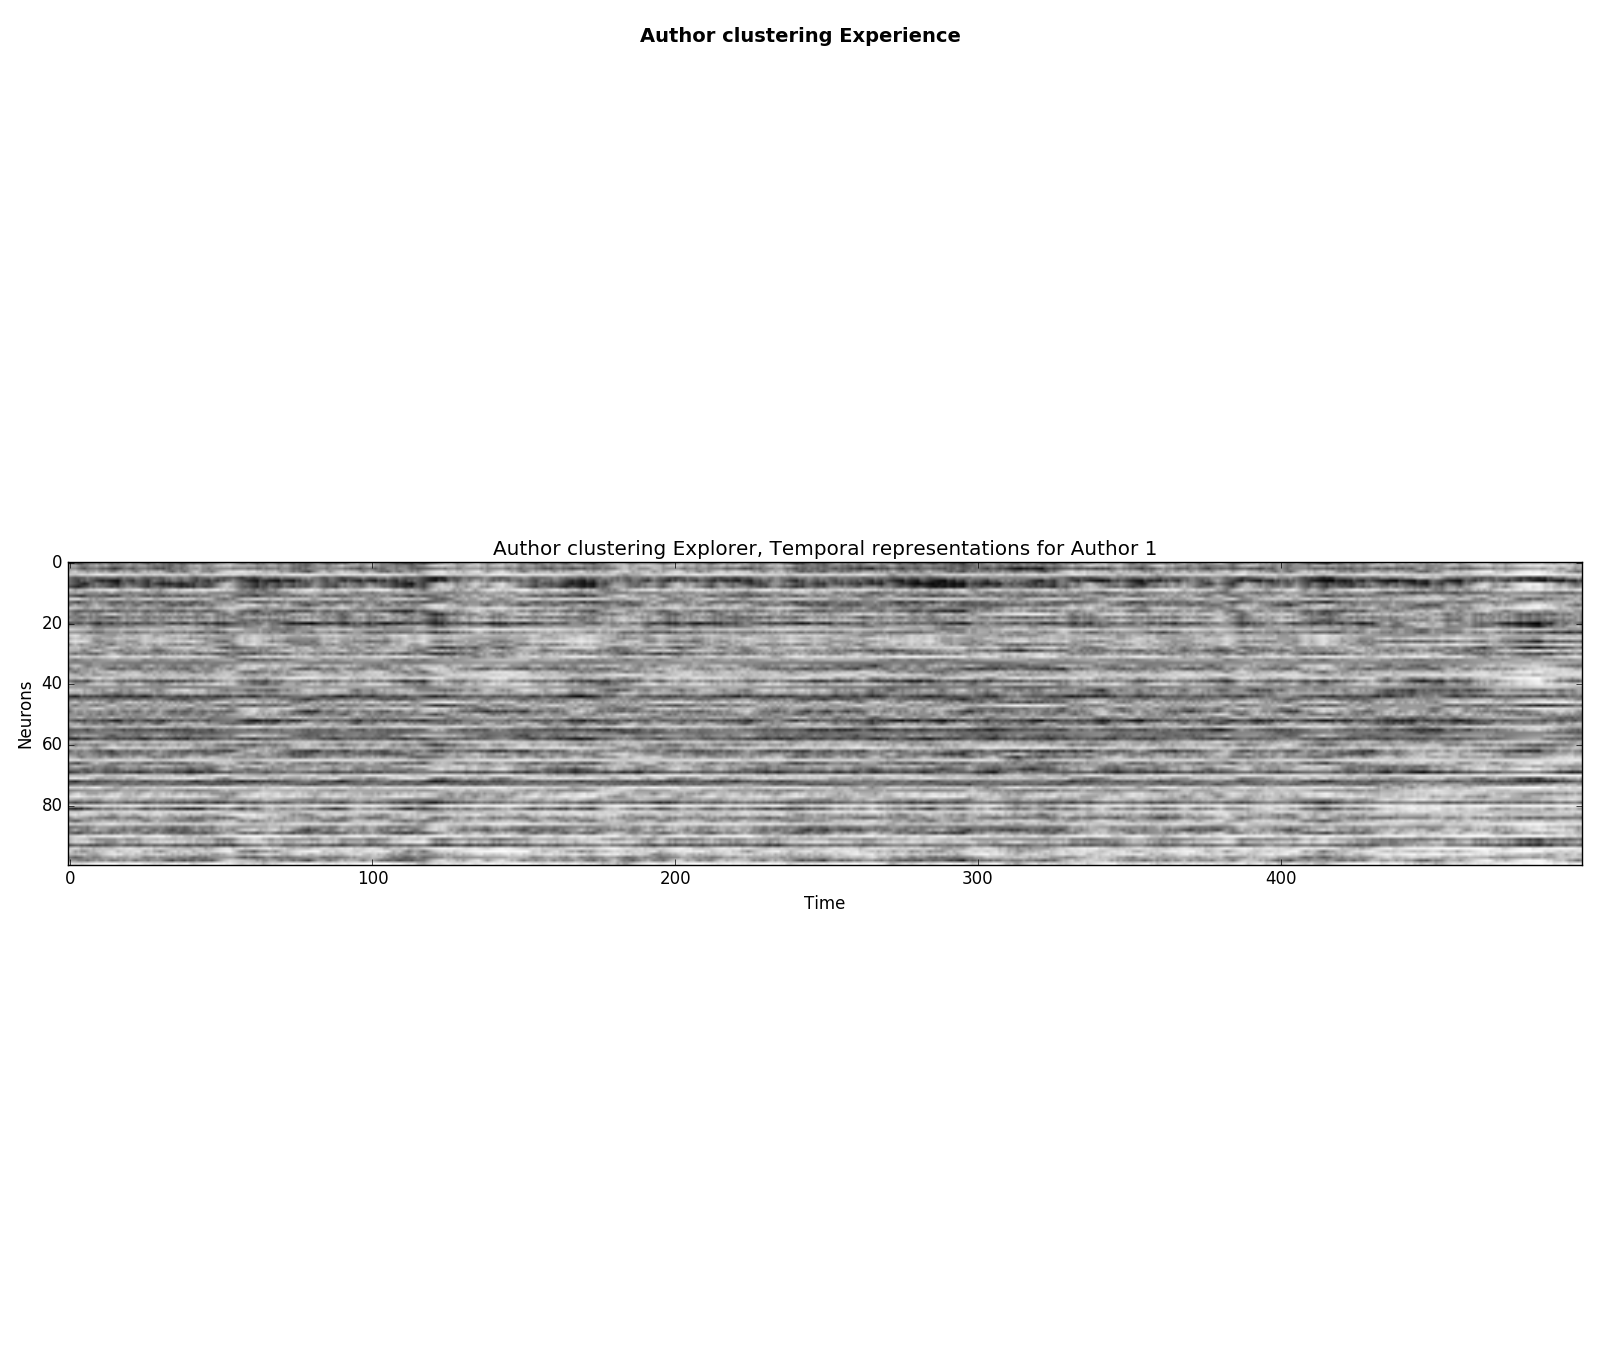 Author clustering Experience
Author clustering Explorer, Temporal representations for Author 1
0
20
40
60
80
Neurons
0 100 200 300 400
Time